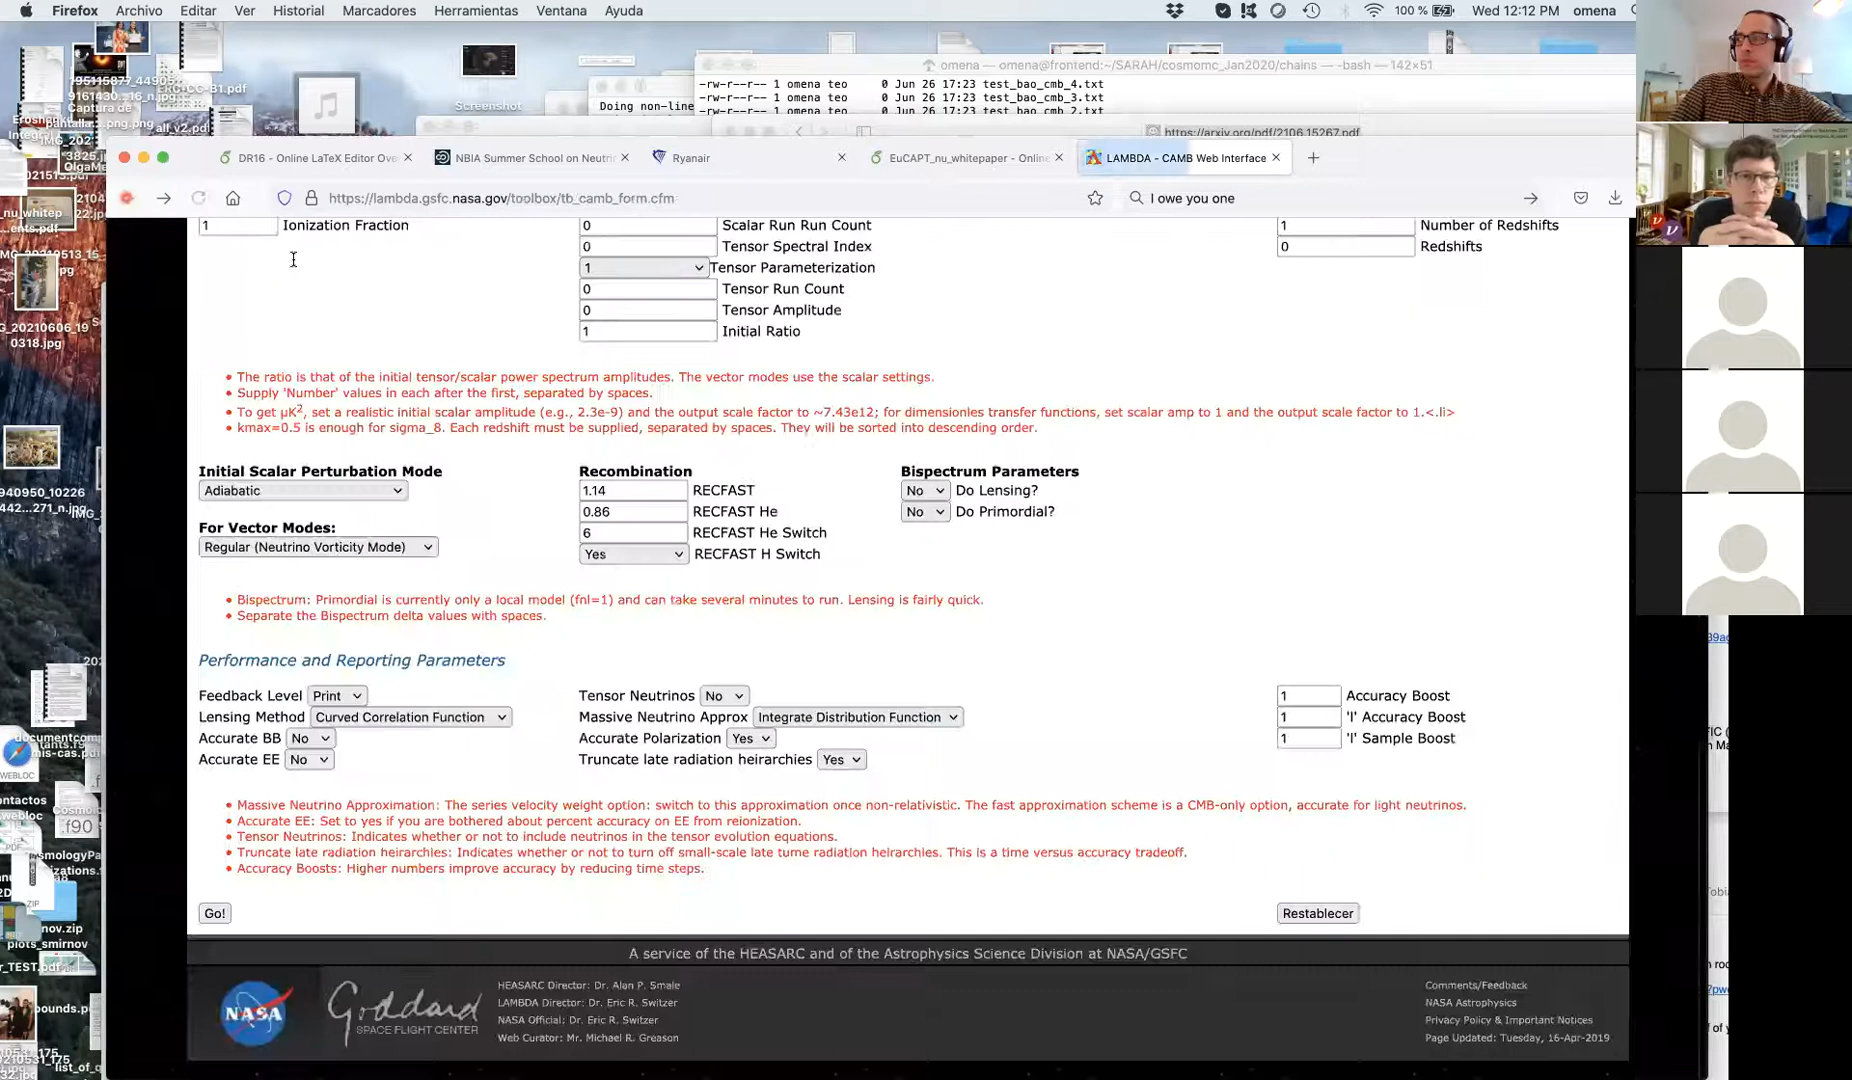 Firefox Archivo Editar Ver Historial Marcadores Herramientas Ventana Ayuda
100 % Wed 12:12 PM omena
omena — omena@frontend:~/SARAH/cosmomc_Jan2020/chains — -bash — 142×51
-rw-r--r-- 1 omena teo 0 Jun 26 17:23 test_bao_cmb_4.txt
-rw-r--r-- 1 omena teo 0 Jun 26 17:23 test_bao_cmb_3.txt
-rw-r--r-- 1 omena teo 0 Jun 26 17:23 test_bao_cmb_2.txt
Screenshot
Doing non-line
https://arxiv.org/pdf/2106.15267.pdf
DR16 - Online LaTeX Editor Ove
NBIA Summer School on Neutri
Ryanair
EuCAPT_nu_whitepaper - Online
LAMBDA - CAMB Web Interface
https://lambda.gsfc.nasa.gov/toolbox/tb_camb_form.cfm
I owe you one
1 Ionization Fraction
0 Scalar Run Run Count
1 Number of Redshifts
0 Tensor Spectral Index
0 Redshifts
1 Tensor Parameterization
0 Tensor Run Count
0 Tensor Amplitude
1 Initial Ratio
• The ratio is that of the initial tensor/scalar power spectrum amplitudes. The vector modes use the scalar settings.
• Supply 'Number' values in each after the first, separated by spaces.
• To get μK2, set a realistic initial scalar amplitude (e.g., 2.3e-9) and the output scale factor to ~7.43e12; for dimensionles transfer functions, set scalar amp to 1 and the output scale factor to 1.<.li>
• kmax=0.5 is enough for sigma_8. Each redshift must be supplied, separated by spaces. They will be sorted into descending order.
Initial Scalar Perturbation Mode
Adiabatic
For Vector Modes:
Regular (Neutrino Vorticity Mode)
Recombination
1.14 RECFAST
0.86 RECFAST He
6 RECFAST He Switch
Yes RECFAST H Switch
Bispectrum Parameters
No Do Lensing?
No Do Primordial?
• Bispectrum: Primordial is currently only a local model (fnl=1) and can take several minutes to run. Lensing is fairly quick.
• Separate the Bispectrum delta values with spaces.
Performance and Reporting Parameters
Feedback Level Print
Lensing Method Curved Correlation Function
Accurate BB No
Accurate EE No
Tensor Neutrinos No
Massive Neutrino Approx Integrate Distribution Function
Accurate Polarization Yes
Truncate late radiation heirarchies Yes
1 Accuracy Boost
1 'l' Accuracy Boost
1 'l' Sample Boost
• Massive Neutrino Approximation: The series velocity weight option: switch to this approximation once non-relativistic. The fast approximation scheme is a CMB-only option, accurate for light neutrinos.
• Accurate EE: Set to yes if you are bothered about percent accuracy on EE from reionization.
• Tensor Neutrinos: Indicates whether or not to include neutrinos in the tensor evolution equations.
• Truncate late radiation heirarchies: Indicates whether or not to turn off small-scale late tume radiation heirarchies. This is a time versus accuracy tradeoff.
• Accuracy Boosts: Higher numbers improve accuracy by reducing time steps.
Go!
Restablecer
A service of the HEASARC and of the Astrophysics Science Division at NASA/GSFC
NASA
Goddard
SPACE FLIGHT CENTER
HEASARC Director: Dr. Alan P. Smale
LAMBDA Director: Dr. Eric R. Switzer
NASA Official: Dr. Eric R. Switzer
Web Curator: Mr. Michael R. Greason
Comments/Feedback
NASA Astrophysics
Privacy Policy & Important Notices
Page Updated: Tuesday, 16-Apr-2019